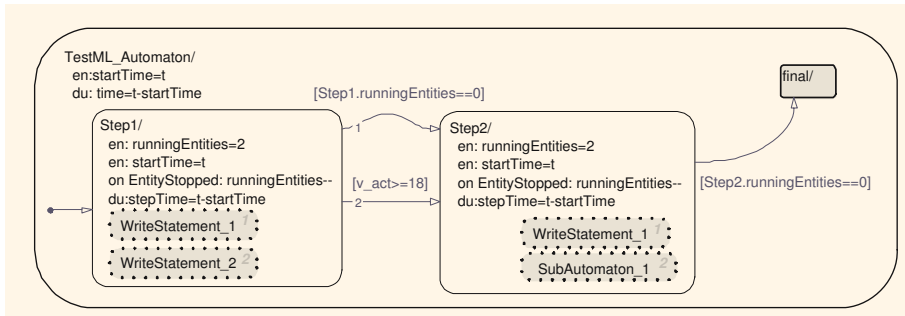 TestML_Automaton/
en:startTime=t
du: time=t-startTime
[Step1.runningEntities==0]
final/
Step1/
en: runningEntities=2
en: startTime=t
on EntityStopped: runningEntities--
du:stepTime=t-startTime
WriteStatement_1 1
WriteStatement_2 2
1
[v_act>=18]
2
Step2/
en: runningEntities=2
en: startTime=t
on EntityStopped: runningEntities--
du:stepTime=t-startTime
WriteStatement_1 1
SubAutomaton_1 2
[Step2.runningEntities==0]